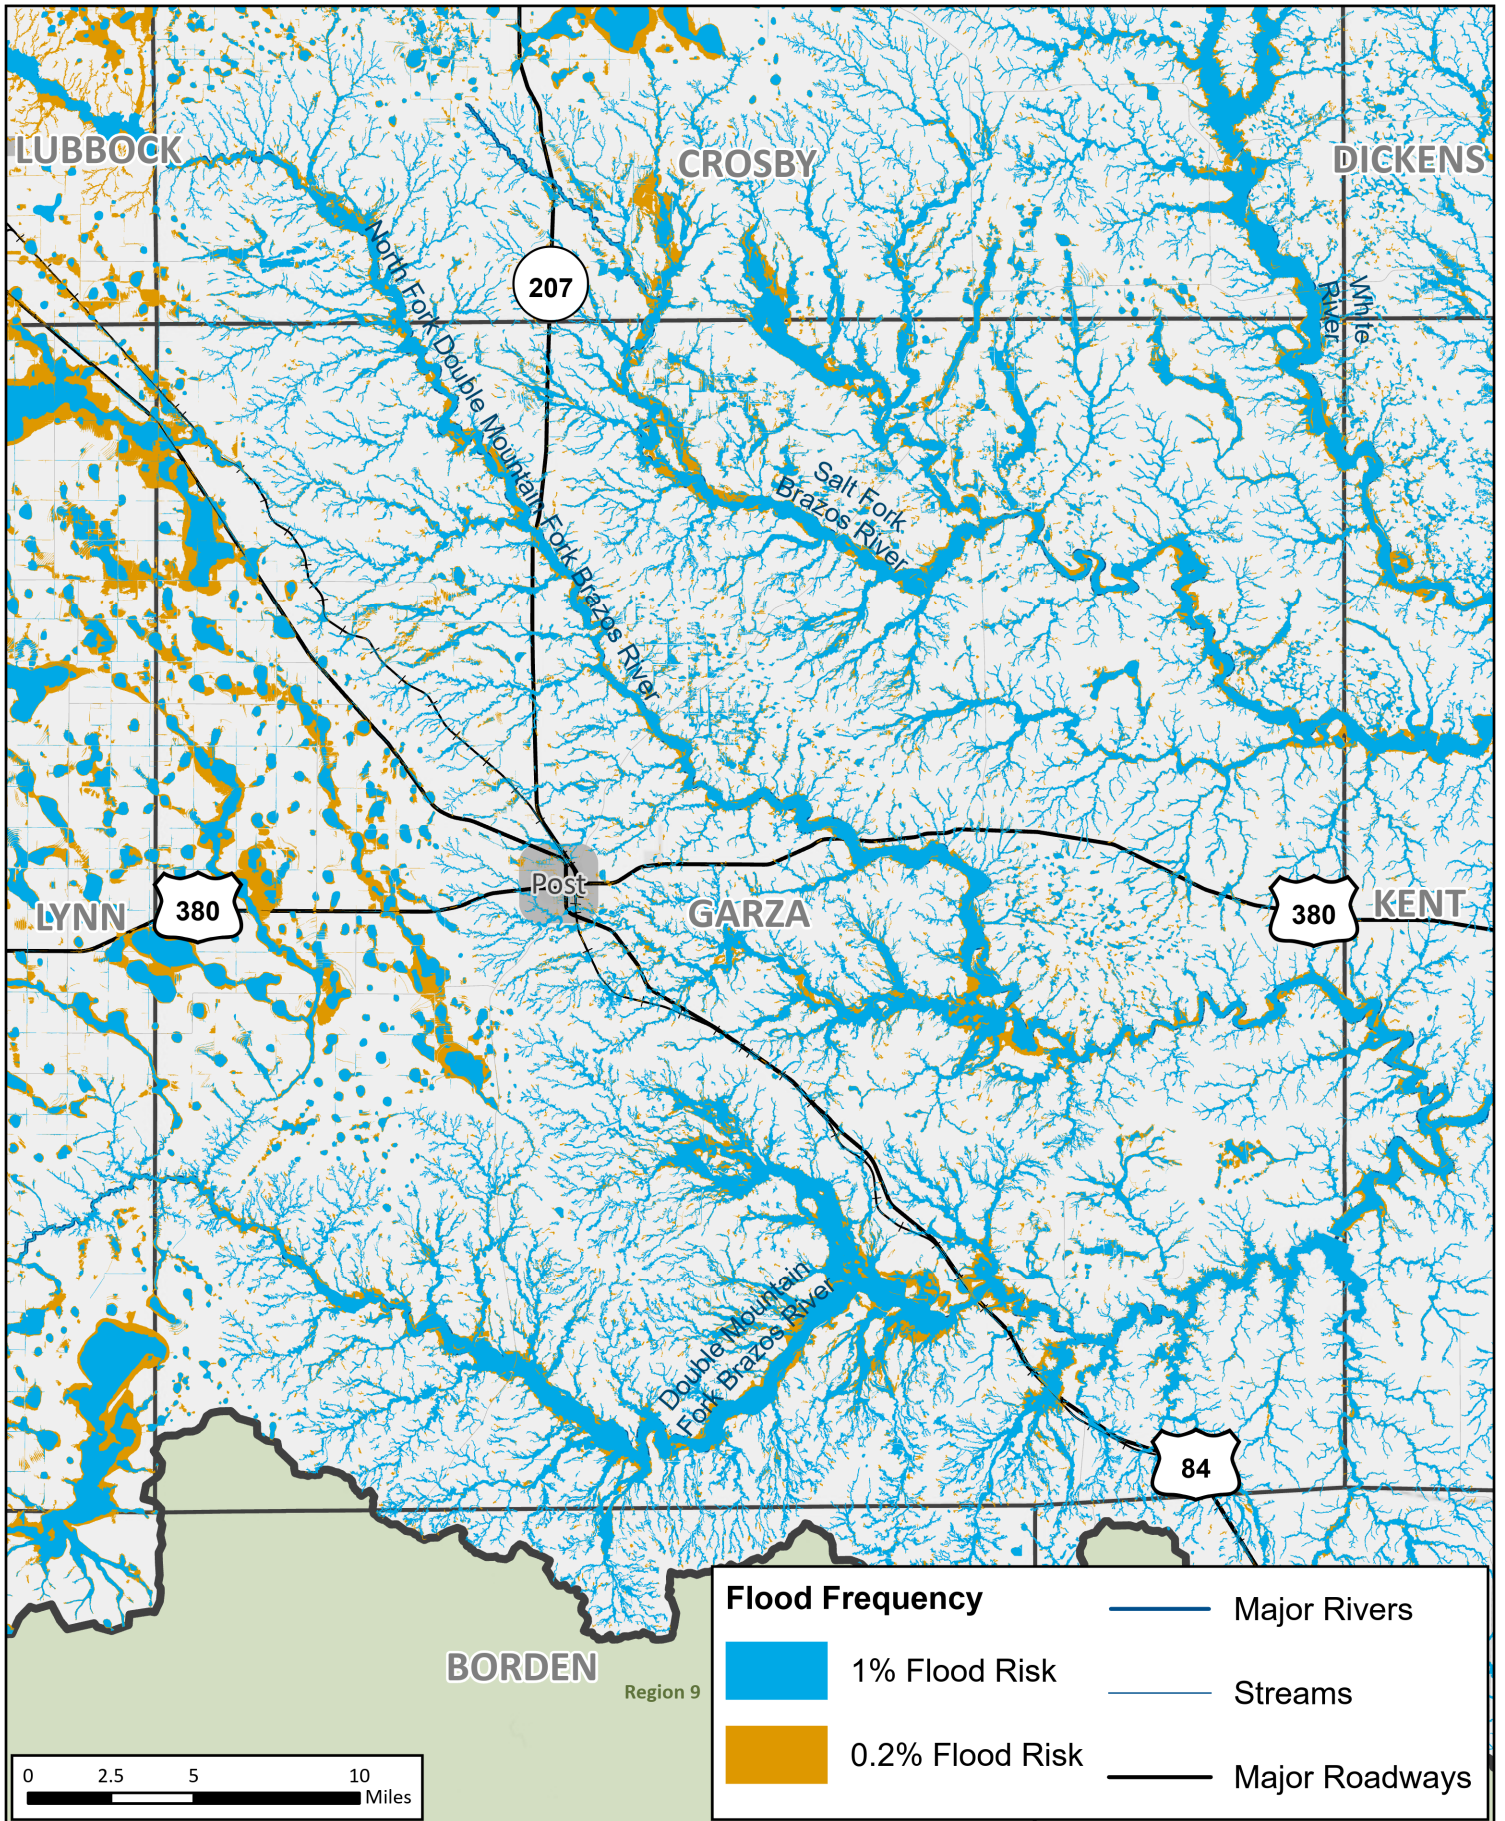 LUBBOCK
CROSBY
DICKENS
North Fork Double Mountain Fork Brazos River
207
White
River
Salt Fork
Brazos River
Post
LYNN
380
GARZA
380
KENT
Double Mountain
Fork Brazos River
84
BORDEN
Region 9
Flood Frequency
1% Flood Risk
0.2% Flood Risk
Major Rivers
Streams
Major Roadways
0 2.5 5 10
Miles